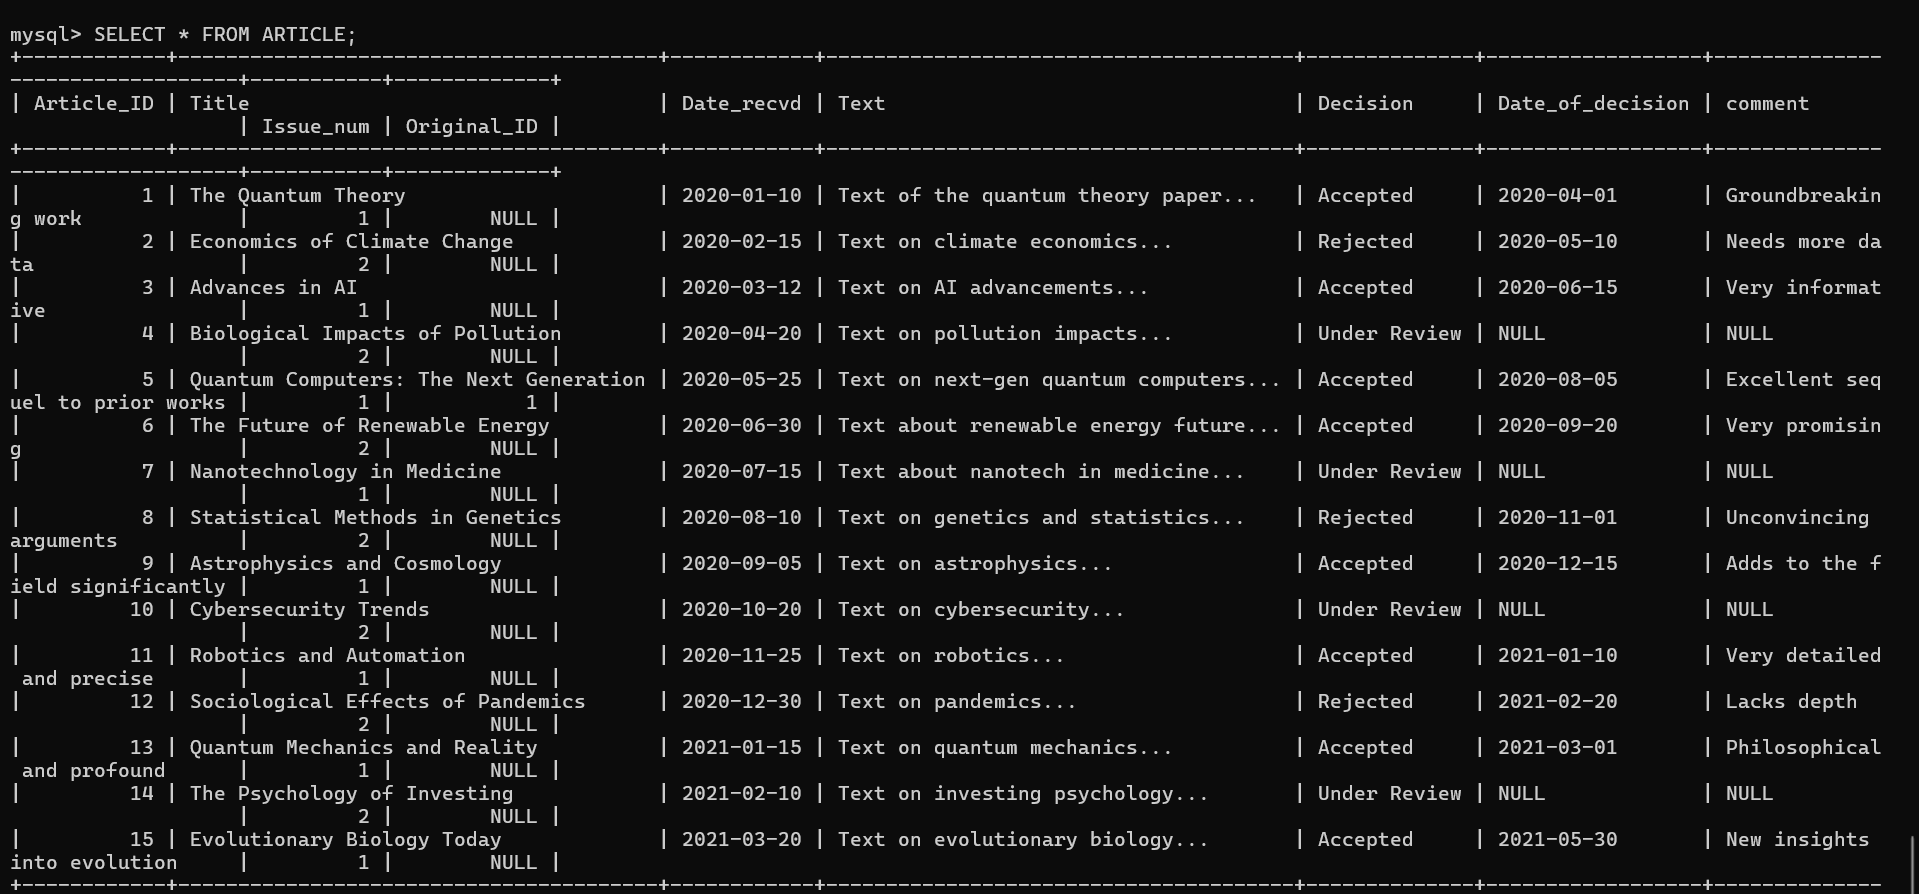 mysql> SELECT * FROM ARTICLE;
+------------+----------------------------------------+------------+---------------------------------------+--------------+------------------+--------------
-------------------+-----------+-------------+
| Article_ID | Title                                  | Date_recvd | Text                                  | Decision     | Date_of_decision | comment
                   | Issue_num | Original_ID |
+------------+----------------------------------------+------------+---------------------------------------+--------------+------------------+--------------
-------------------+-----------+-------------+
|          1 | The Quantum Theory                     | 2020-01-10 | Text of the quantum theory paper...   | Accepted     | 2020-04-01       | Groundbreakin
g work             |         1 |        NULL |
|          2 | Economics of Climate Change            | 2020-02-15 | Text on climate economics...          | Rejected     | 2020-05-10       | Needs more da
ta                 |         2 |        NULL |
|          3 | Advances in AI                         | 2020-03-12 | Text on AI advancements...            | Accepted     | 2020-06-15       | Very informat
ive                |         1 |        NULL |
|          4 | Biological Impacts of Pollution        | 2020-04-20 | Text on pollution impacts...          | Under Review | NULL             | NULL
                   |         2 |        NULL |
|          5 | Quantum Computers: The Next Generation | 2020-05-25 | Text on next-gen quantum computers... | Accepted     | 2020-08-05       | Excellent seq
uel to prior works |         1 |           1 |
|          6 | The Future of Renewable Energy         | 2020-06-30 | Text about renewable energy future... | Accepted     | 2020-09-20       | Very promisin
g                  |         2 |        NULL |
|          7 | Nanotechnology in Medicine             | 2020-07-15 | Text about nanotech in medicine...    | Under Review | NULL             | NULL
                   |         1 |        NULL |
|          8 | Statistical Methods in Genetics        | 2020-08-10 | Text on genetics and statistics...    | Rejected     | 2020-11-01       | Unconvincing
arguments          |         2 |        NULL |
|          9 | Astrophysics and Cosmology             | 2020-09-05 | Text on astrophysics...               | Accepted     | 2020-12-15       | Adds to the f
ield significantly |         1 |        NULL |
|         10 | Cybersecurity Trends                   | 2020-10-20 | Text on cybersecurity...              | Under Review | NULL             | NULL
                   |         2 |        NULL |
|         11 | Robotics and Automation                | 2020-11-25 | Text on robotics...                   | Accepted     | 2021-01-10       | Very detailed
 and precise       |         1 |        NULL |
|         12 | Sociological Effects of Pandemics      | 2020-12-30 | Text on pandemics...                  | Rejected     | 2021-02-20       | Lacks depth
                   |         2 |        NULL |
|         13 | Quantum Mechanics and Reality          | 2021-01-15 | Text on quantum mechanics...          | Accepted     | 2021-03-01       | Philosophical
 and profound      |         1 |        NULL |
|         14 | The Psychology of Investing            | 2021-02-10 | Text on investing psychology...       | Under Review | NULL             | NULL
                   |         2 |        NULL |
|         15 | Evolutionary Biology Today             | 2021-03-20 | Text on evolutionary biology...       | Accepted     | 2021-05-30       | New insights
into evolution     |         1 |        NULL |
+------------+----------------------------------------+------------+---------------------------------------+--------------+------------------+--------------